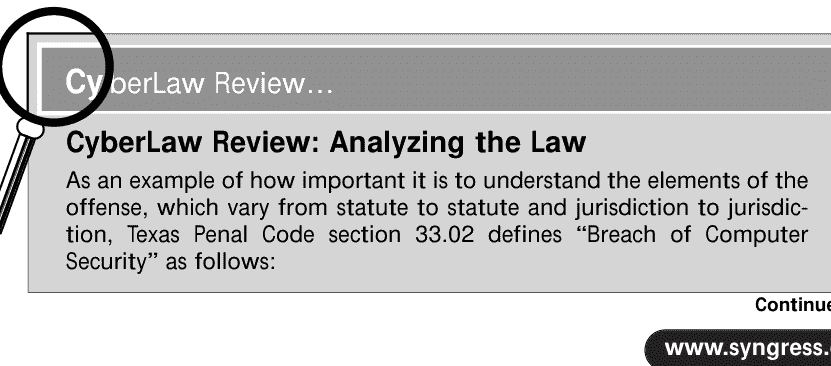 CyberLaw Review...
CyberLaw Review: Analyzing the Law
As an example of how important it is to understand the elements of the
offense, which vary from statute to statute and jurisdiction to jurisdic-
tion, Texas Penal Code section 33.02 defines “Breach of Computer
Security” as follows:
Continue
www.syngress.